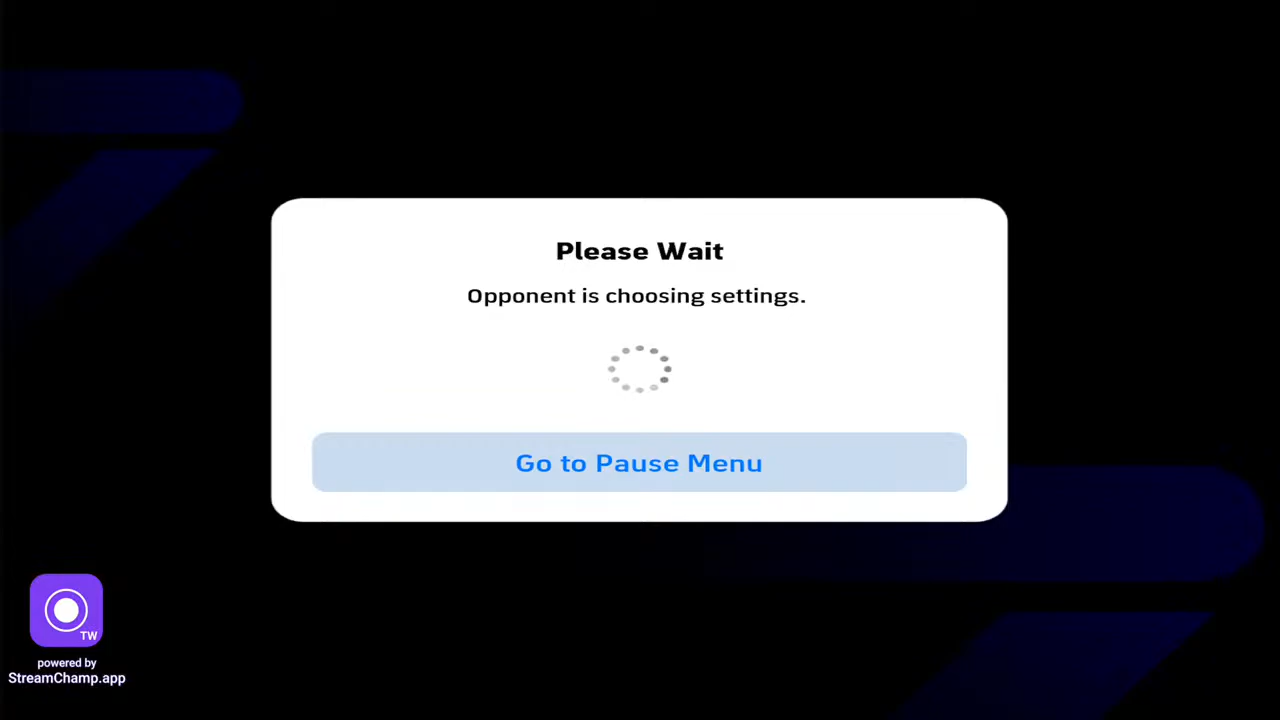 Please Wait
Opponent is choosing settings.
Go to Pause Menu
TW
powered by
StreamChamp.app